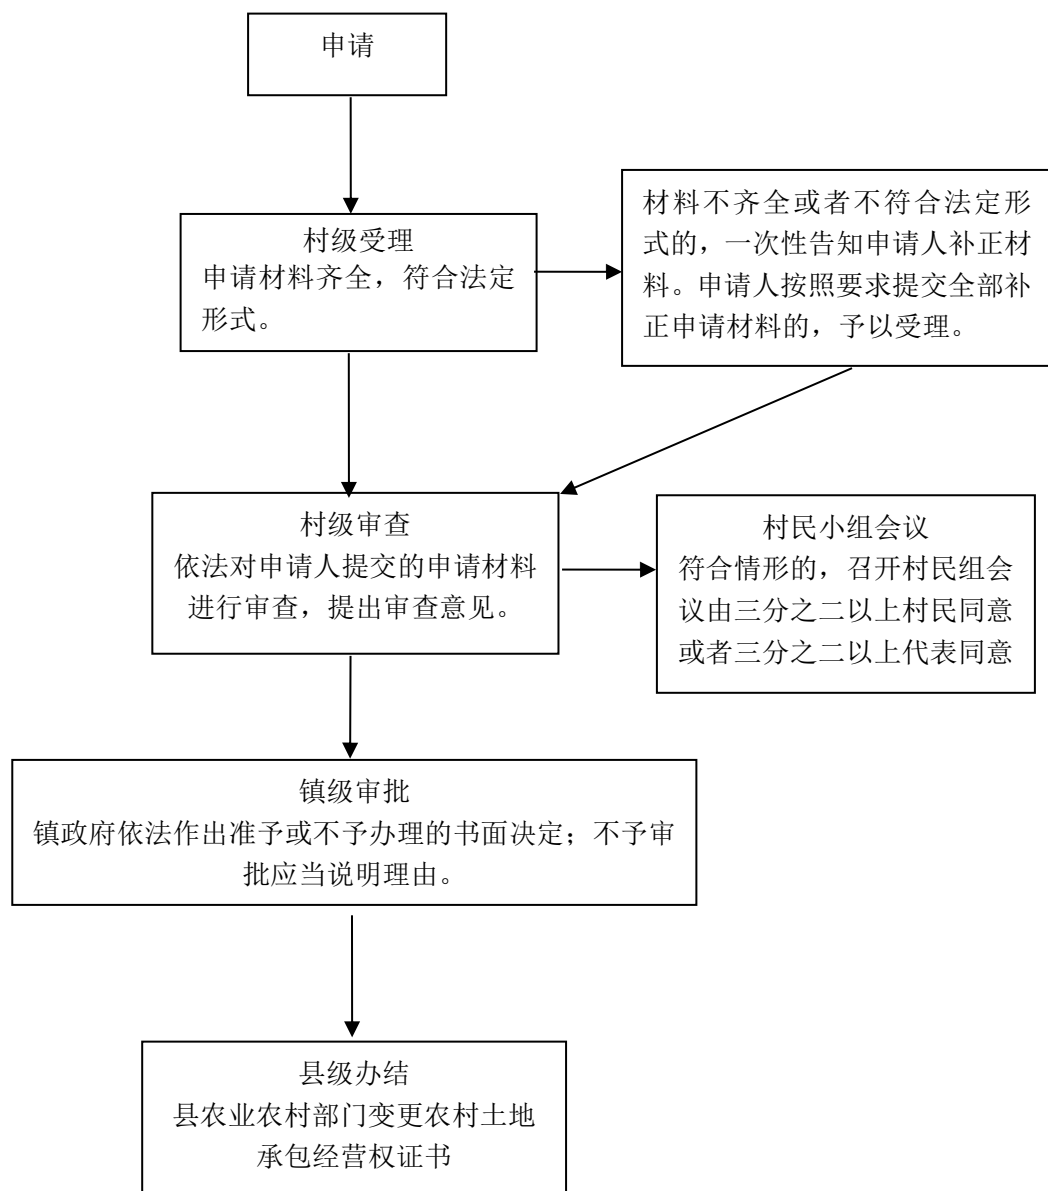 申请
村级受理
申请材料齐全，符合法定
形式。
材料不齐全或者不符合法定形
式的，一次性告知申请人补正材
料。申请人按照要求提交全部补
正申请材料的，予以受理。
村级审查
依法对申请人提交的申请材料
进行审查，提出审查意见。
村民小组会议
符合情形的，召开村民组会
议由三分之二以上村民同意
或者三分之二以上代表同意
镇级审批
镇政府依法作出准予或不予办理的书面决定；不予审
批应当说明理由。
县级办结
县农业农村部门变更农村土地
承包经营权证书